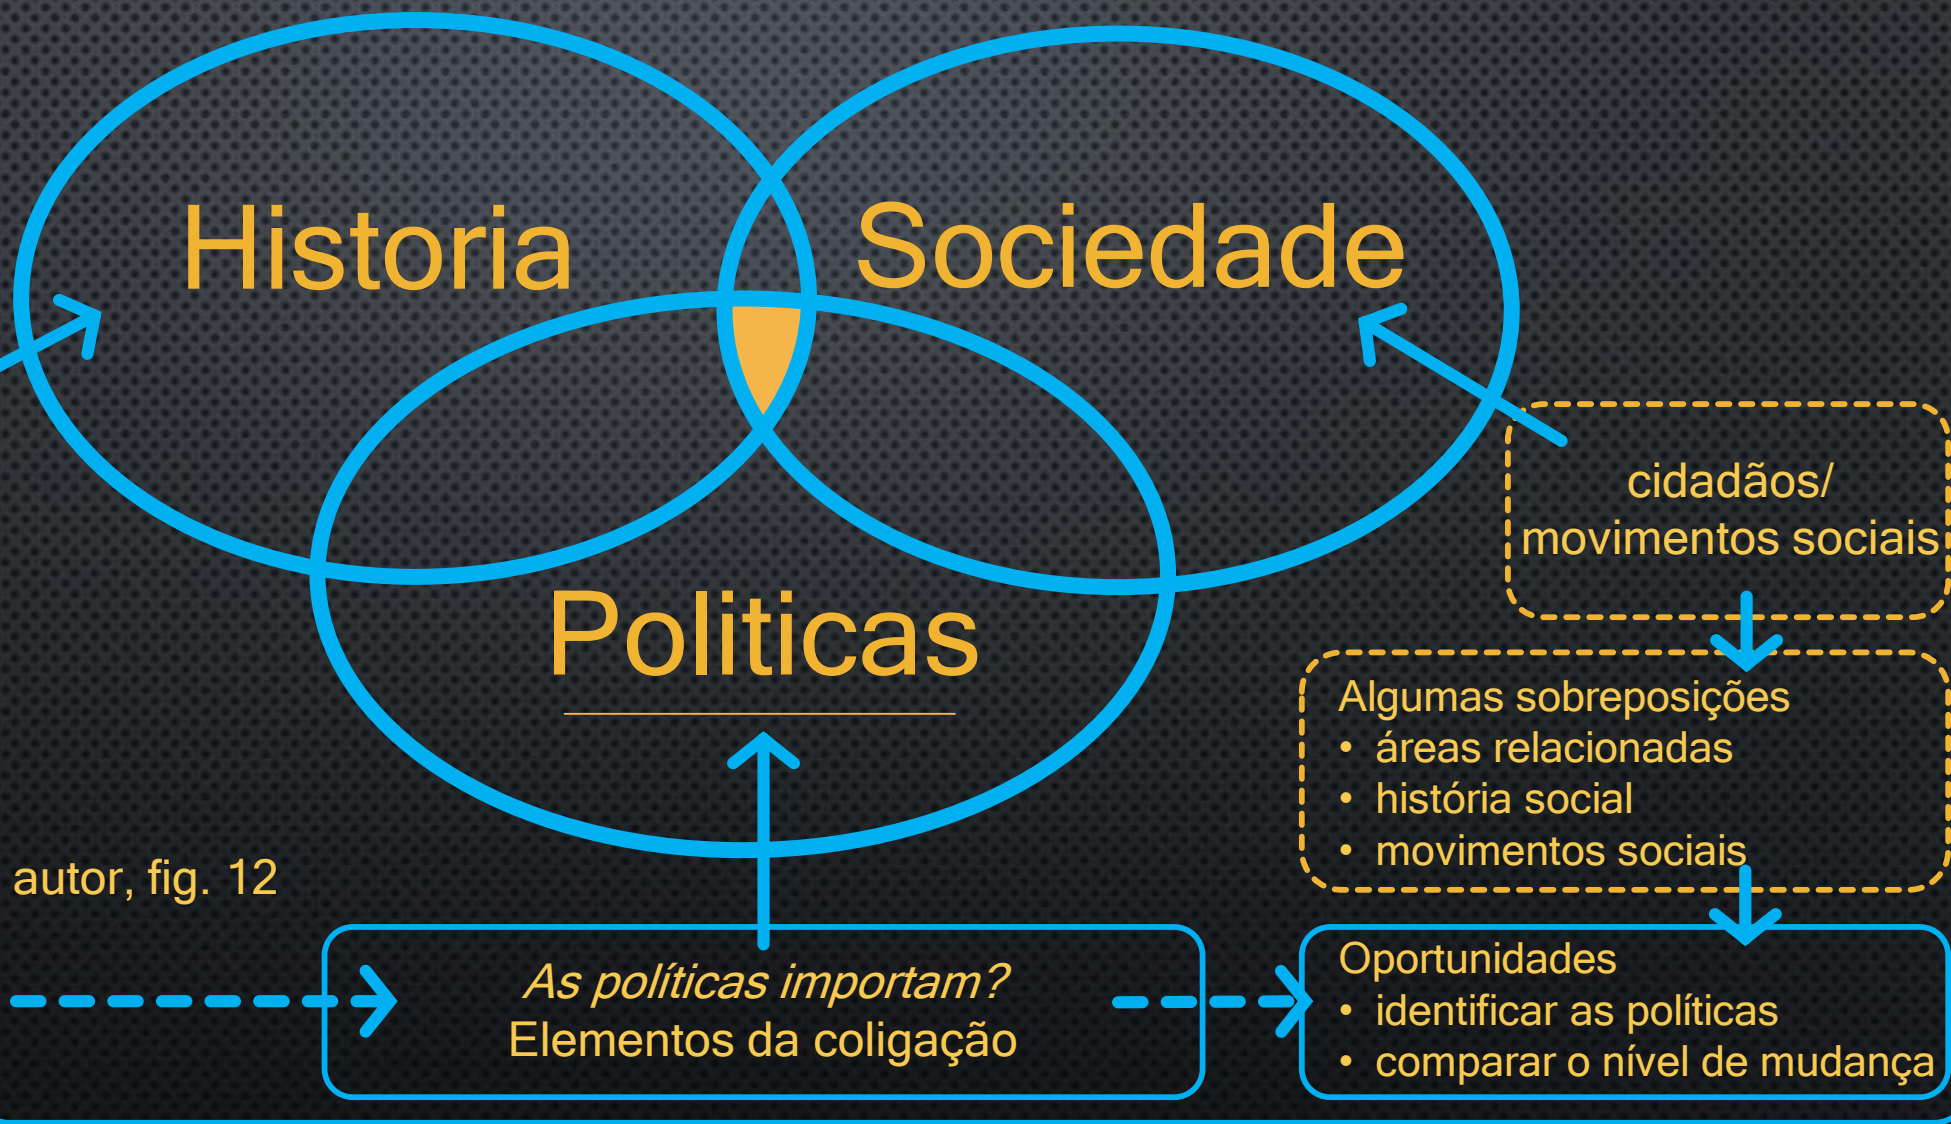 Historia
Sociedade
Politicas
cidadãos/
movimentos sociais
Algumas sobreposições
• áreas relacionadas
• história social
• movimentos sociais
autor, fig. 12
As políticas importam?
Elementos da coligação
Oportunidades
• identificar as políticas
• comparar o nível de mudança